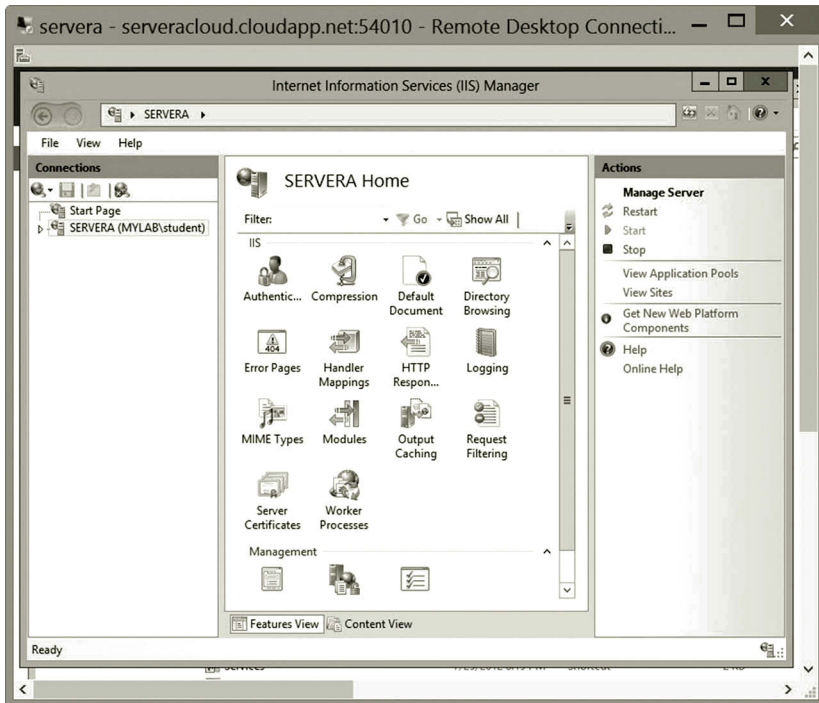 servera - serveracloud.cloudapp.net:54010 - Remote Desktop Connecti...
Internet Information Services (IIS) Manager
SERVERA
File View Help
Connections
Start Page
SERVERA (MYLAB\student)
SERVERA Home
Filter:
Go
Show All
IIS
Authentic...
Compression
Default
Document
Directory
Browsing
Error Pages
404
Handler
Mappings
HTTP
Respon...
Logging
MIME Types
Modules
Output
Caching
Request
Filtering
Server
Certificates
Worker
Processes
Management
Features View
Content View
Actions
Manage Server
Restart
Start
Stop
View Application Pools
View Sites
Get New Web Platform
Components
Help
Online Help
Ready